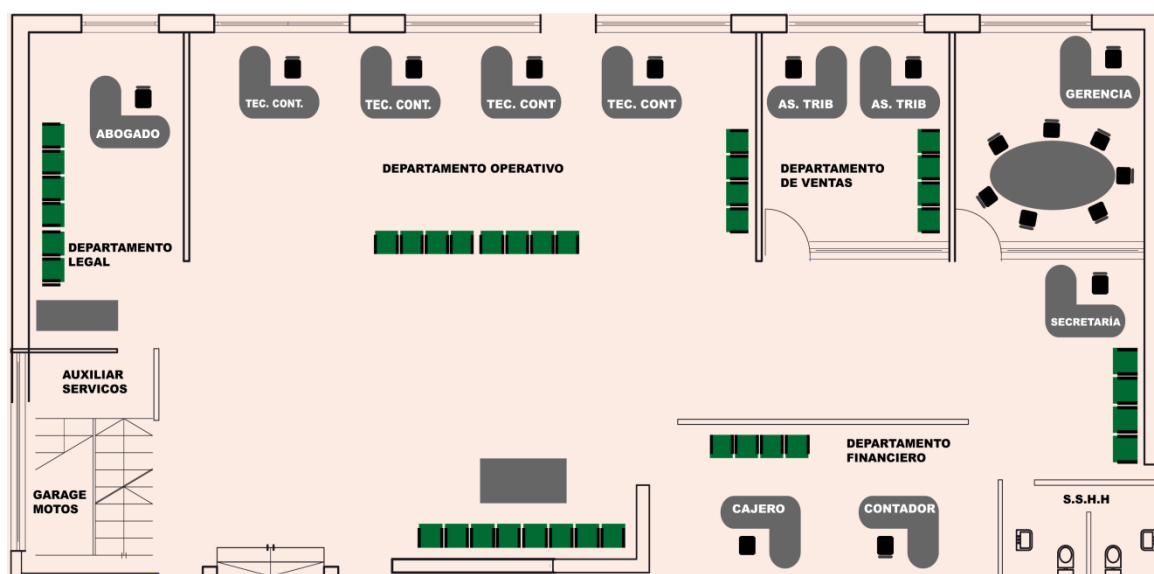 ABOGADO
TEC. CONT.
TEC. CONT.
TEC. CONT
TEC. CONT
AS. TRIB
AS. TRIB
GERENCIA
DEPARTAMENTO OPERATIVO
DEPARTAMENTO
DE VENTAS
DEPARTAMENTO
LEGAL
SECRETARÍA
AUXILIAR
SERVICOS
DEPARTAMENTO
FINANCIERO
GARAGE
MOTOS
CAJERO
CONTADOR
S.S.H.H